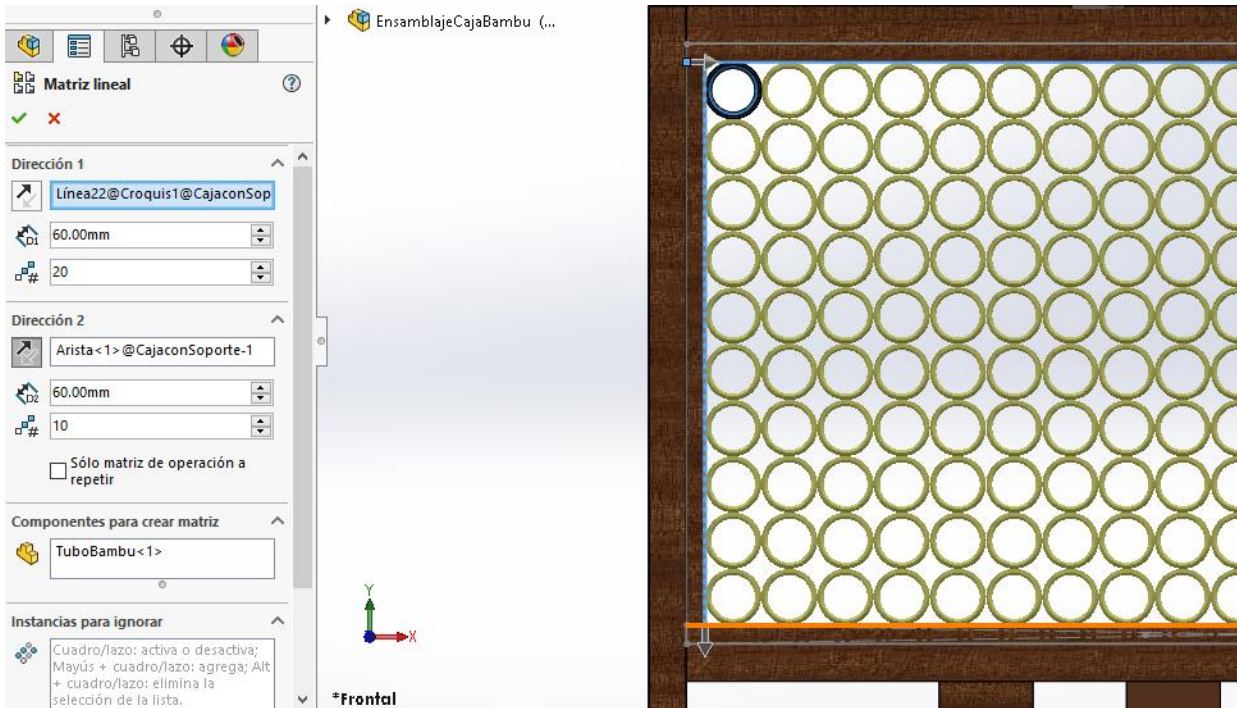 EnsamblajeCajaBambu (...
Matriz lineal
Dirección 1
Línea22@Croquis1@CajaconSop
D1
60.00mm
#
20
Dirección 2
Arista<1>@CajaconSoporte-1
D2
60.00mm
#
10
Sólo matriz de operación a
repetir
Componentes para crear matriz
TuboBambu<1>
Instancias para ignorar
Cuadro/lazo: activa o desactiva;
Mayús + cuadro/lazo: agrega; Alt
+ cuadro/lazo: elimina la
selección de la lista.
Y
X
*Frontal